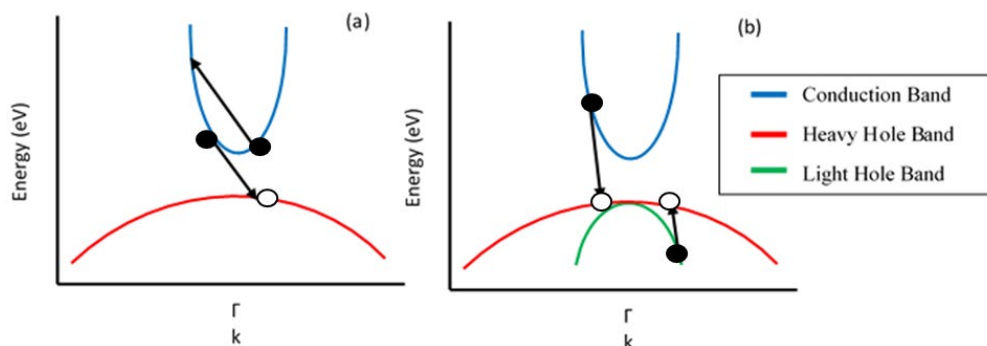 (a)
Energy (eV)
Γ
k
(b)
Energy (eV)
Γ
k
Conduction Band
Heavy Hole Band
Light Hole Band